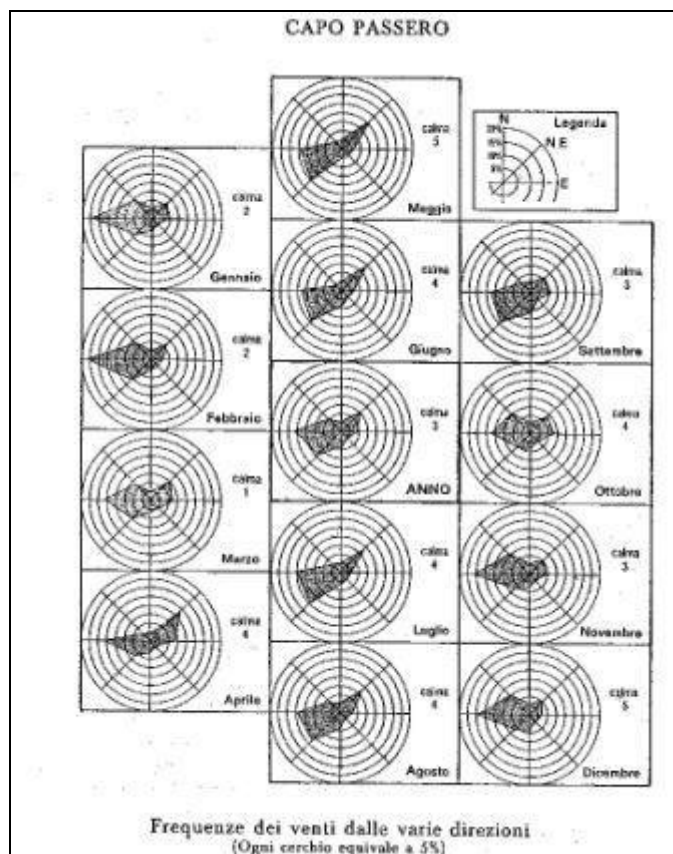 CAPO PASSERO
calma
5
Maggio
Legenda
N
N E
E
calma
2
Gennaio
calma
4
Giugno
calma
3
Settembre
calma
2
Febbraio
calma
3
ANNO
calma
4
Ottobre
calma
1
Marzo
calma
4
Luglio
calma
3
Novembre
calma
4
Aprile
calma
4
Agosto
calma
5
Dicembre
Frequenze dei venti dalle varie direzioni
(Ogni cerchio equivale a 5%)